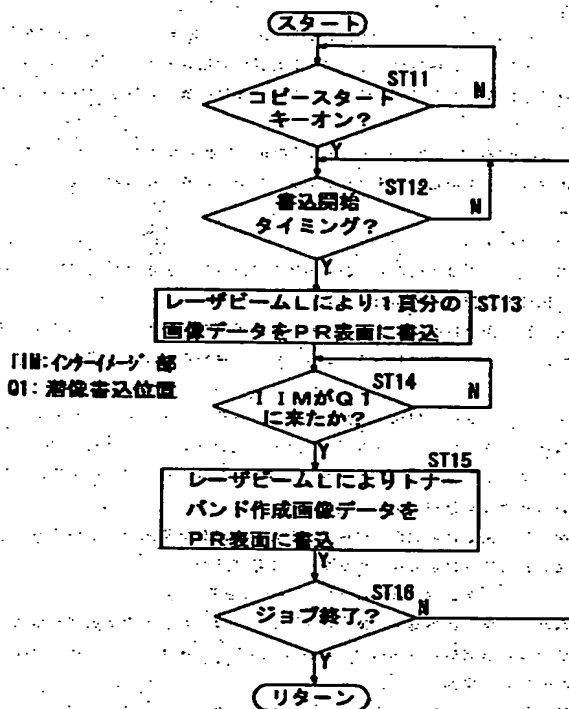 スタート
ST11
コピースタート
キーオン?
N
Y
ST12
書込開始
タイミング?
N
Y
レーザビームLにより1頁分の
画像データをPR表面に書込
ST13
IIM:インターイメージ部
Q1:潜像書込位置
ST14
IIMがQ1
に来たか?
N
Y
ST15
レーザビームLによりトナー
バンド作成画像データを
PR表面に書込
Y
ST16
ジョブ終了?
N
Y
リターン